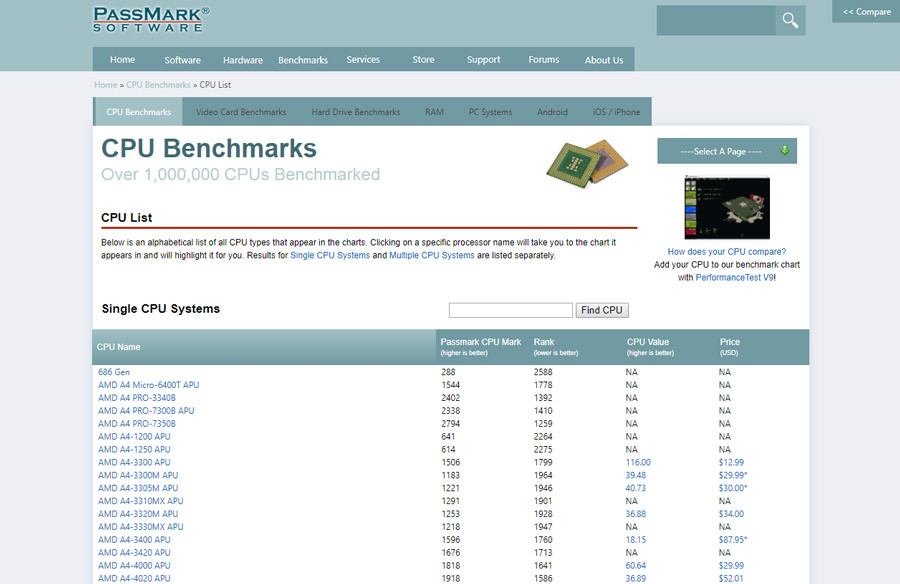 PASSMARK®
SOFTWARE
<< Compare
Home Software Hardware Benchmarks Services Store Support Forums About Us
Home » CPU Benchmarks » CPU List
CPU Benchmarks Video Card Benchmarks Hard Drive Benchmarks RAM PC Systems Android iOS / iPhone
CPU Benchmarks
Over 1,000,000 CPUs Benchmarked
----Select A Page ----
CPU List
Below is an alphabetical list of all CPU types that appear in the charts. Clicking on a specific processor name will take you to the chart it
appears in and will highlight it for you. Results for Single CPU Systems and Multiple CPU Systems are listed separately.
How does your CPU compare?
Add your CPU to our benchmark chart
with PerformanceTest V9!
Single CPU Systems Find CPU
CPU Name Passmark CPU Mark Rank CPU Value Price
(higher is better) (lower is better) (higher is better) (USD)
686 Gen 288 2588 NA NA
AMD A4 Micro-6400T APU 1544 1778 NA NA
AMD A4 PRO-3340B 2402 1392 NA NA
AMD A4 PRO-7300B APU 2338 1410 NA NA
AMD A4 PRO-7350B 2794 1259 NA NA
AMD A4-1200 APU 641 2264 NA NA
AMD A4-1250 APU 614 2275 NA NA
AMD A4-3300 APU 1506 1799 116.00 $12.99
AMD A4-3300M APU 1183 1964 39.48 $29.99*
AMD A4-3305M APU 1221 1946 40.73 $30.00*
AMD A4-3310MX APU 1291 1901 NA NA
AMD A4-3320M APU 1253 1928 36.88 $34.00
AMD A4-3330MX APU 1218 1947 NA NA
AMD A4-3400 APU 1596 1760 18.15 $87.95*
AMD A4-3420 APU 1676 1713 NA NA
AMD A4-4000 APU 1818 1641 60.64 $29.99
AMD A4-4020 APU 1918 1586 36.89 $52.01